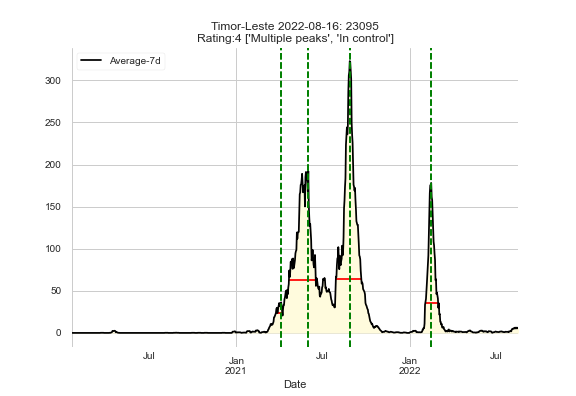 Timor-Leste 2022-08-16: 23095
Rating:4 ['Multiple peaks', 'In control']
Average-7d
300
250
200
150
100
50
0
Jul
Jan
2021
Jul
Jan
2022
Jul
Date